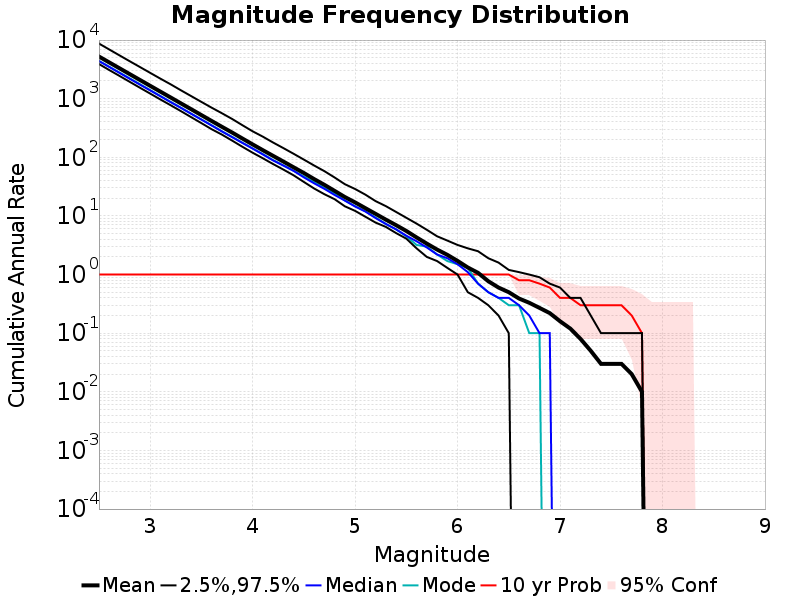 Magnitude Frequency Distribution
Cumulative Annual Rate
10^4
10^3
10^2
10^1
10^0
10^-1
10^-2
10^-3
10^-4
3 4 5 6 7 8 9
Magnitude
Mean 2.5%,97.5% Median Mode 10 yr Prob 95% Conf